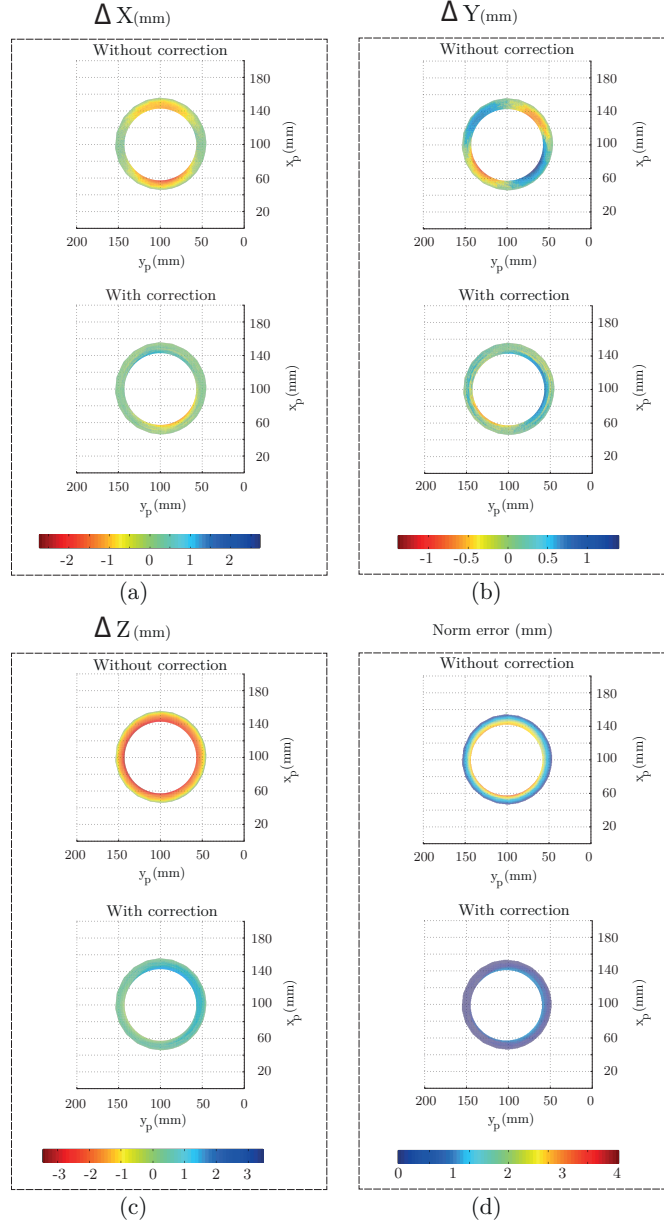 Δ X(mm)
Without correction
180
140
100
60
20
x_p(mm)
200 150 100 50 0
y_p(mm)
With correction
180
140
100
60
20
x_p(mm)
200 150 100 50 0
y_p(mm)
-2 -1 0 1 2
(a)
Δ Y(mm)
Without correction
180
140
100
60
20
x_p(mm)
200 150 100 50 0
y_p(mm)
With correction
180
140
100
60
20
x_p(mm)
200 150 100 50 0
y_p(mm)
-1 -0.5 0 0.5 1
(b)
Δ Z(mm)
Without correction
180
140
100
60
20
x_p(mm)
200 150 100 50 0
y_p(mm)
With correction
180
140
100
60
20
x_p(mm)
200 150 100 50 0
y_p(mm)
-3 -2 -1 0 1 2 3
(c)
Norm error (mm)
Without correction
180
140
100
60
20
x_p(mm)
200 150 100 50 0
y_p(mm)
With correction
180
140
100
60
20
x_p(mm)
200 150 100 50 0
y_p(mm)
0 1 2 3 4
(d)